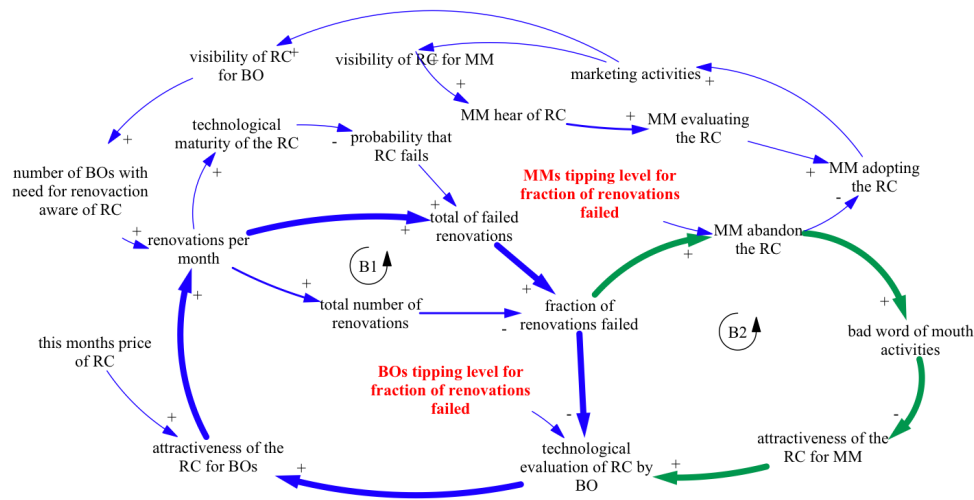 visibility of RC
for BO
+
visibility of RC for MM
+
marketing activities
+
+
MM hear of RC
+
MM evaluating
the RC
technological
maturity of the RC
-
probability that
RC fails
+
number of BOs with
need for renovaction
aware of RC
+
MMs tipping level for
fraction of renovations
failed
+
MM adopting
the RC
-
+
renovations per
month
+
+
total of failed
renovations
MM abandon
the RC
+
B1
+
total number of
renovations
+
-
fraction of
renovations failed
+
B2
bad word of mouth
activities
+
this months price
of RC
BOs tipping level for
fraction of renovations
failed
-
-
+
attractiveness of the
RC for BOs
+
technological
evaluation of RC by
BO
+
attractiveness of the
RC for MM